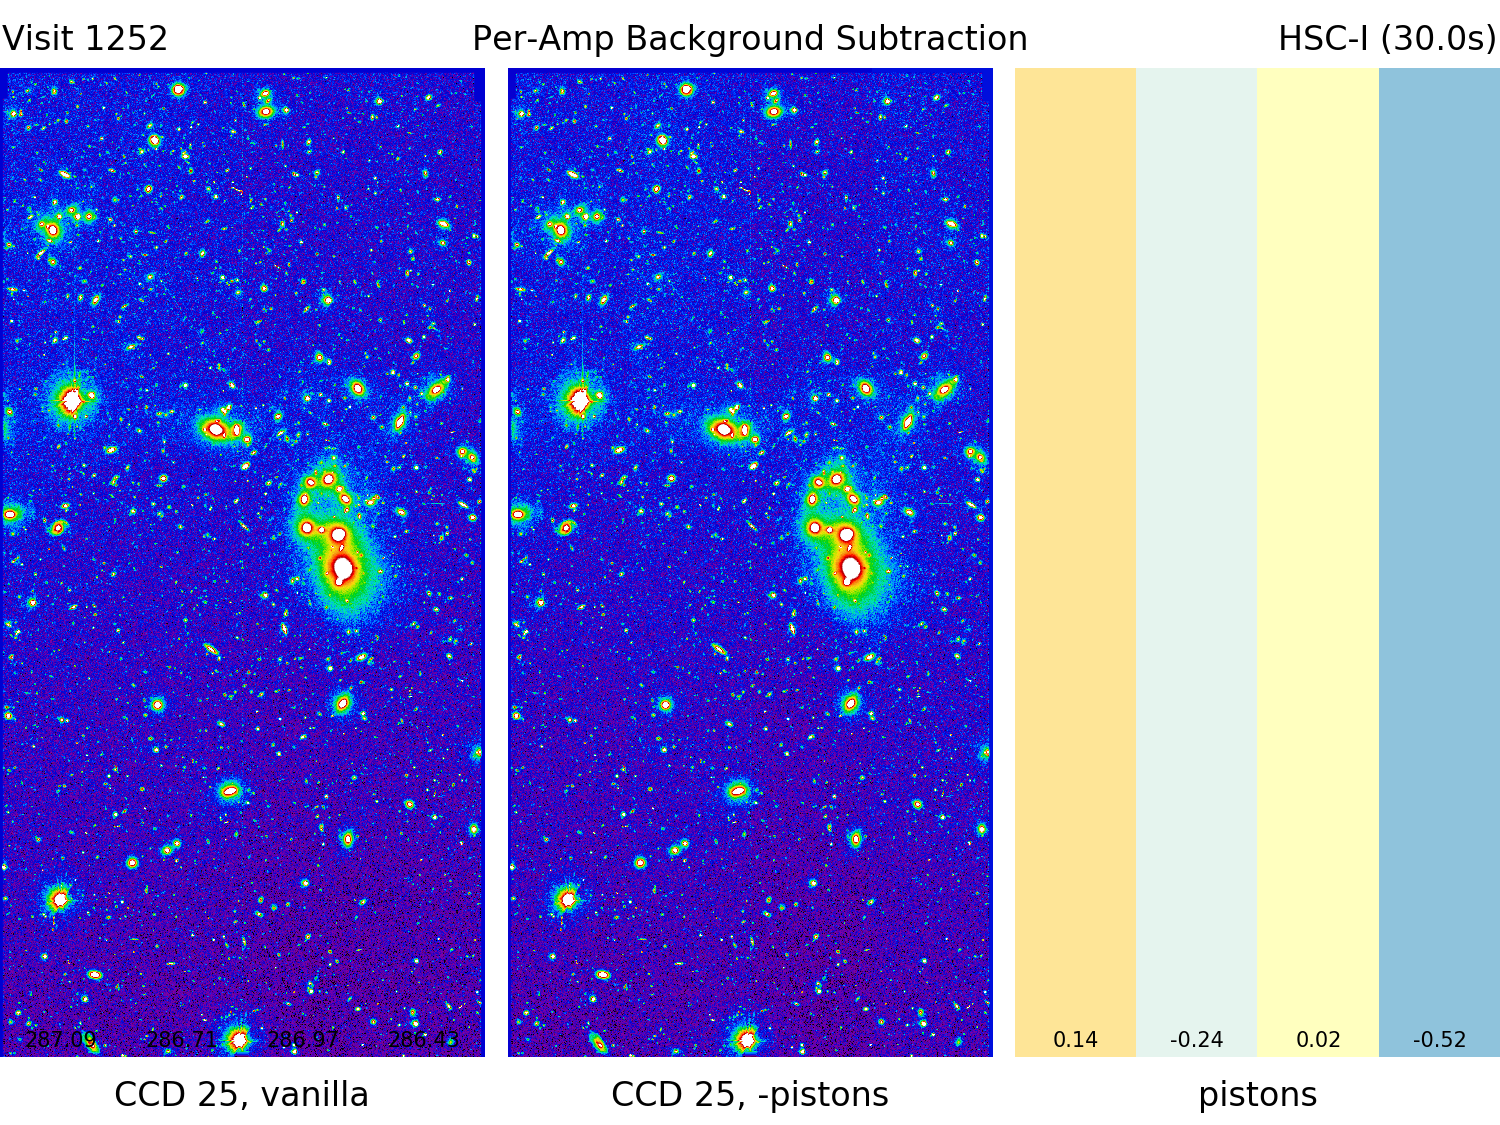 Visit 1252 Per-Amp Background Subtraction HSC-I (30.0s)
287.09 286.71 286.97 286.43 0.14 -0.24 0.02 -0.52
CCD 25, vanilla CCD 25, -pistons pistons